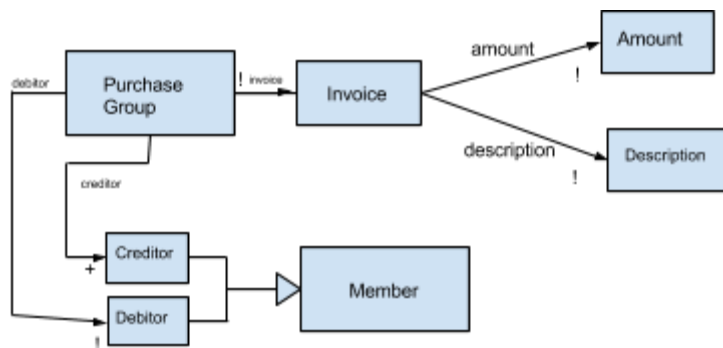 amount
Amount
!
debitor
Purchase
Group
! invoice
Invoice
description
Description
!
creditor
Creditor
+
Member
Debitor
!